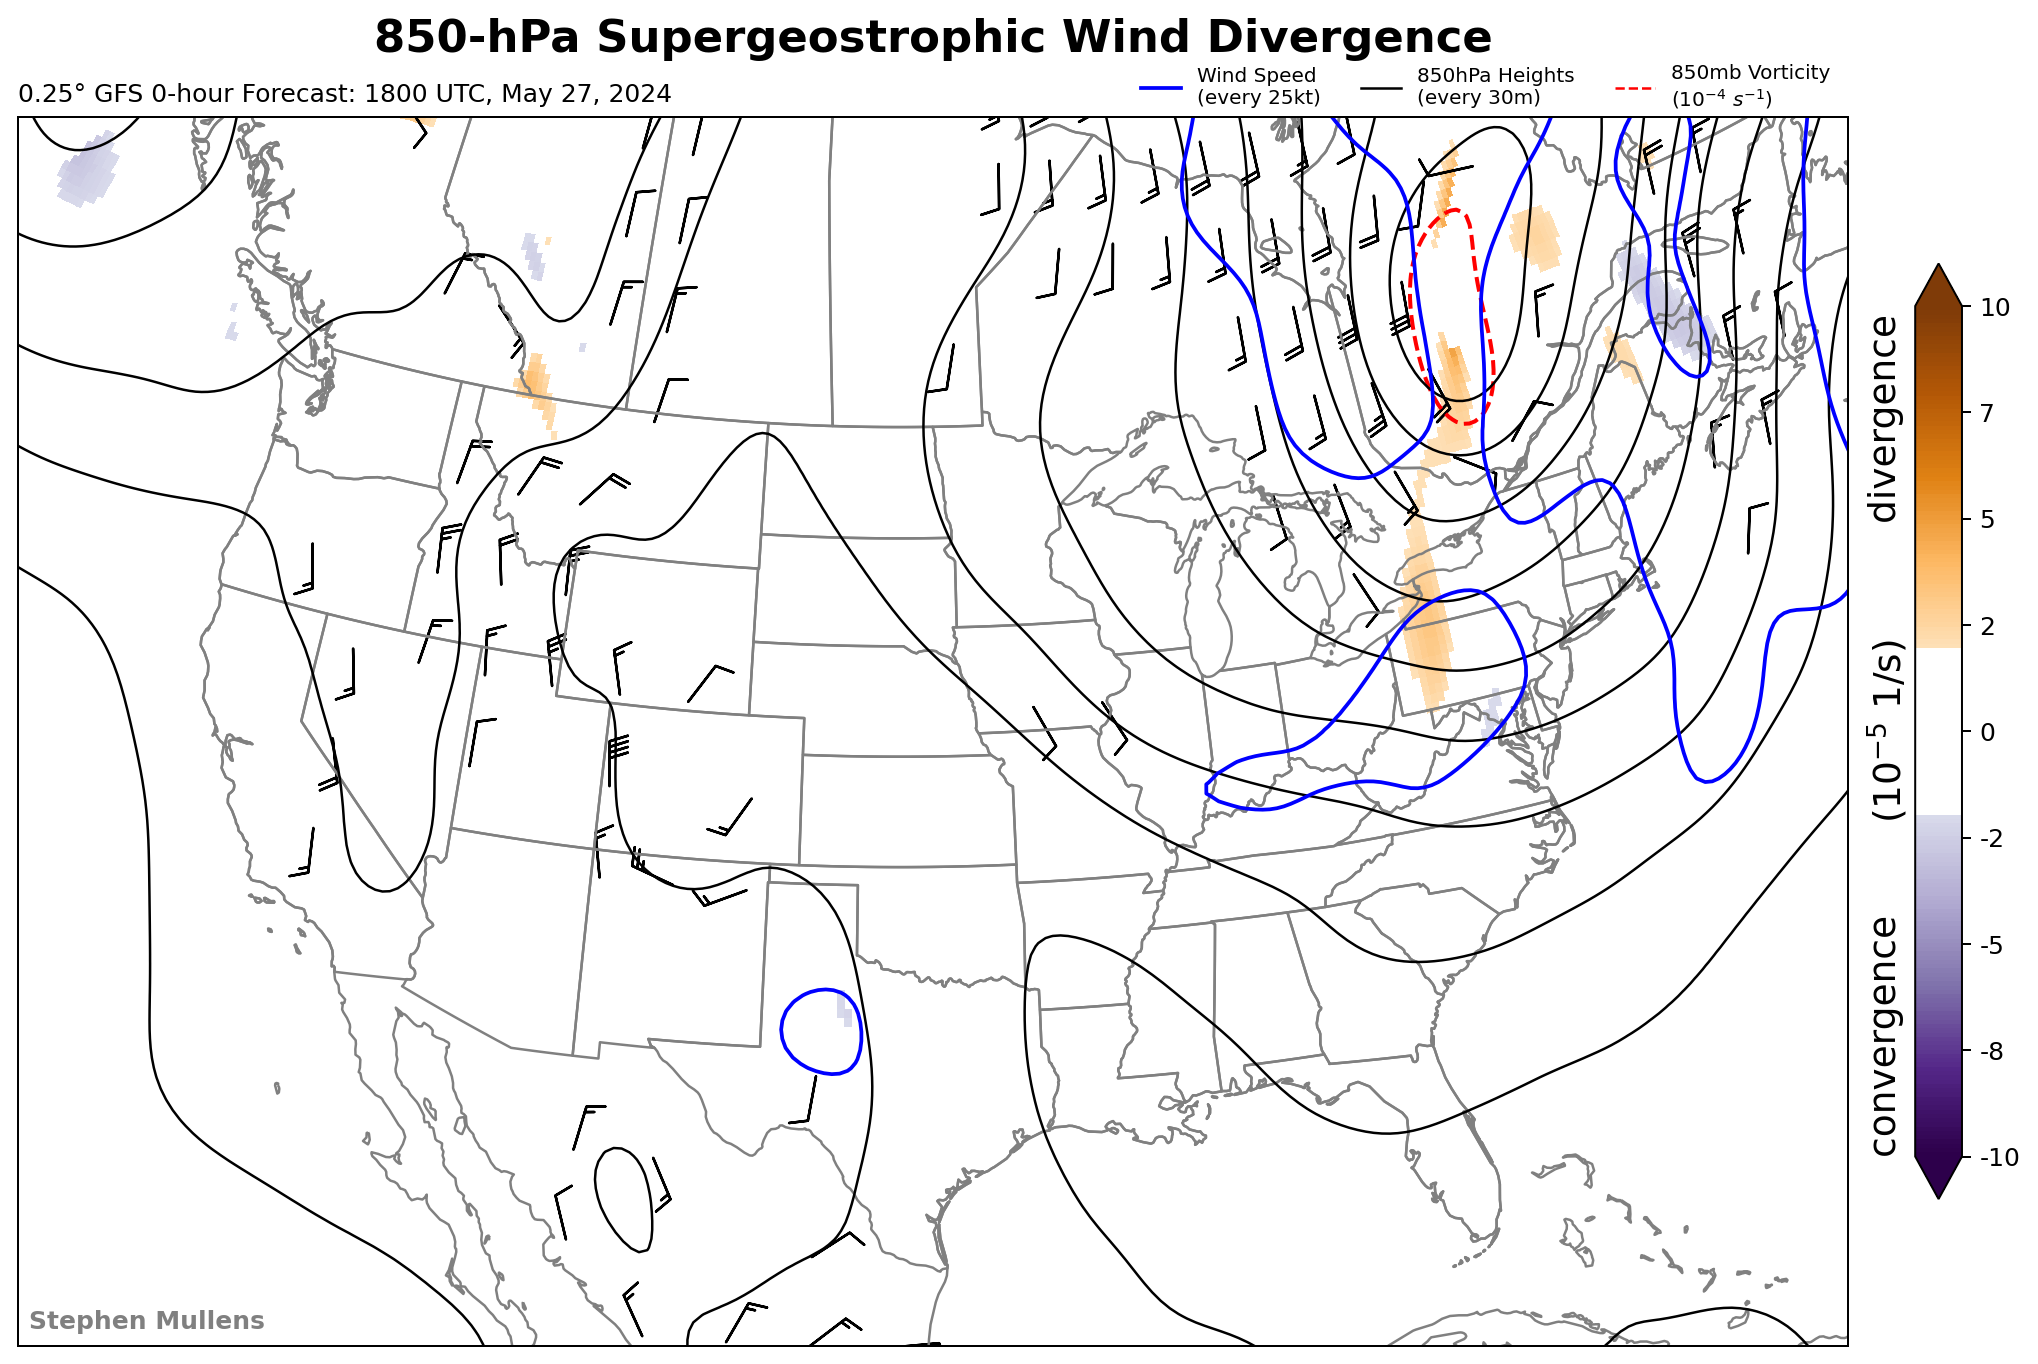 850-hPa Supergeostrophic Wind Divergence
0.25° GFS 0-hour Forecast: 1800 UTC, May 27, 2024
Wind Speed
(every 25kt)
850hPa Heights
(every 30m)
850mb Vorticity
(10⁻⁴ s⁻¹)
10
7
5
2
0
-2
-5
-8
-10
convergence (10⁻⁵ 1/s) divergence
Stephen Mullens